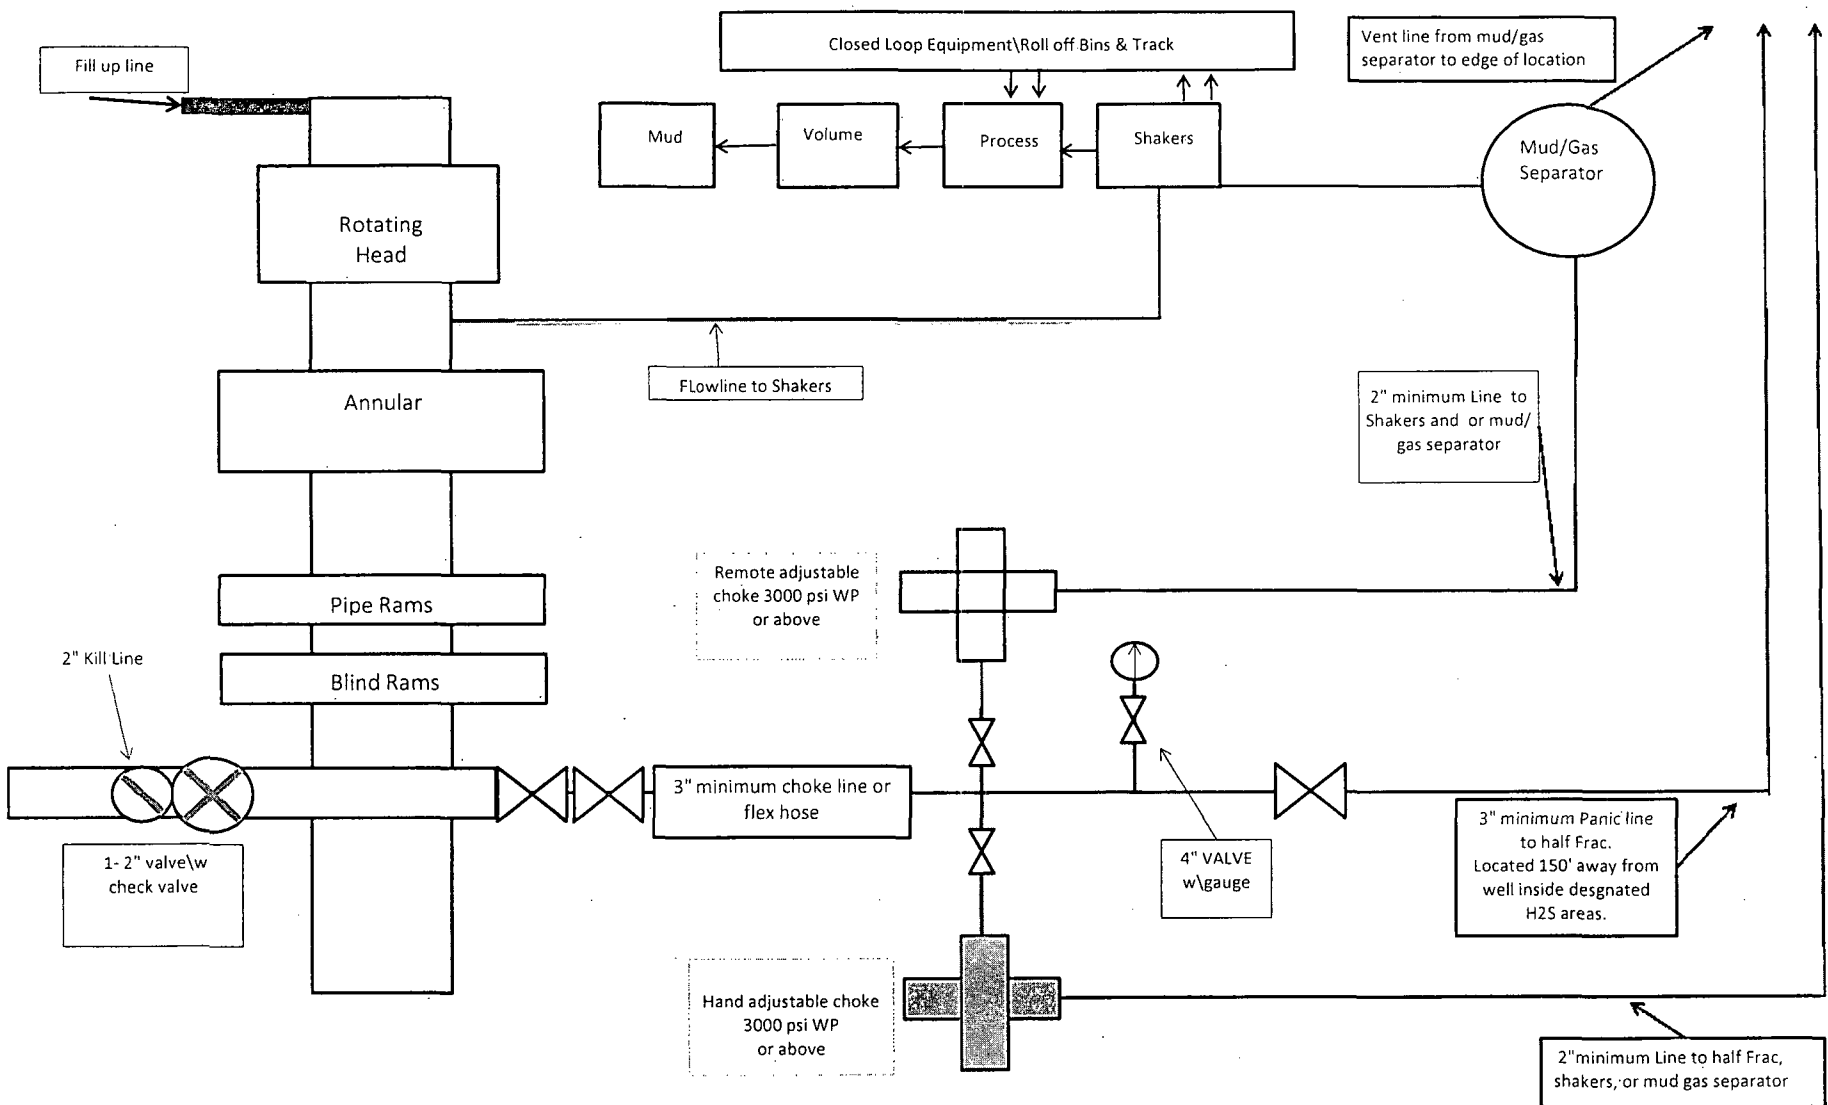 Closed Loop Equipment\Roll off Bins & Track
Vent line from mud/gas
separator to edge of location
Fill up line
Mud
Volume
Process
Shakers
Mud/Gas
Separator
Rotating
Head
FLowline to Shakers
Annular
2" minimum Line to
Shakers and or mud/
gas separator
Remote adjustable
choke 3000 psi WP
or above
Pipe Rams
2" Kill Line
Blind Rams
3" minimum choke line or
flex hose
1- 2" valve\w
check valve
4" VALVE
w\gauge
3" minimum Panic line
to half Frac.
Located 150' away from
well inside desgnated
H2S areas.
Hand adjustable choke
3000 psi WP
or above
2"minimum Line to half Frac,
shakers, or mud gas separator